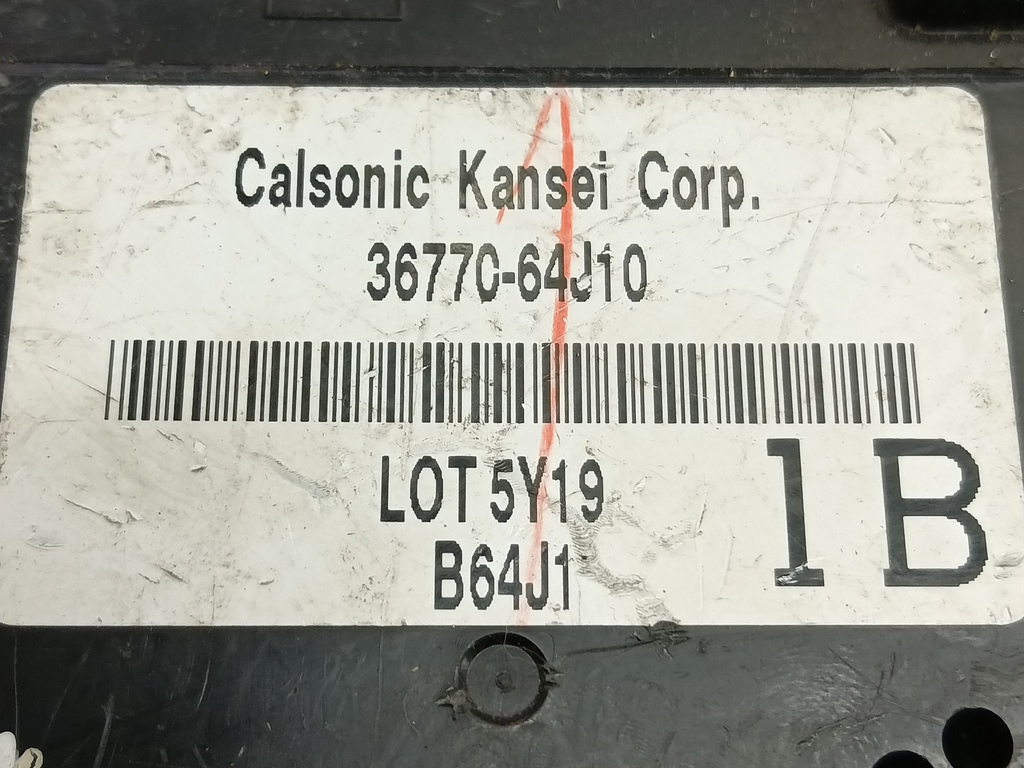 Calsonic Kansei Corp.
36770-64J10
LOT 5Y19
B64J1
1B